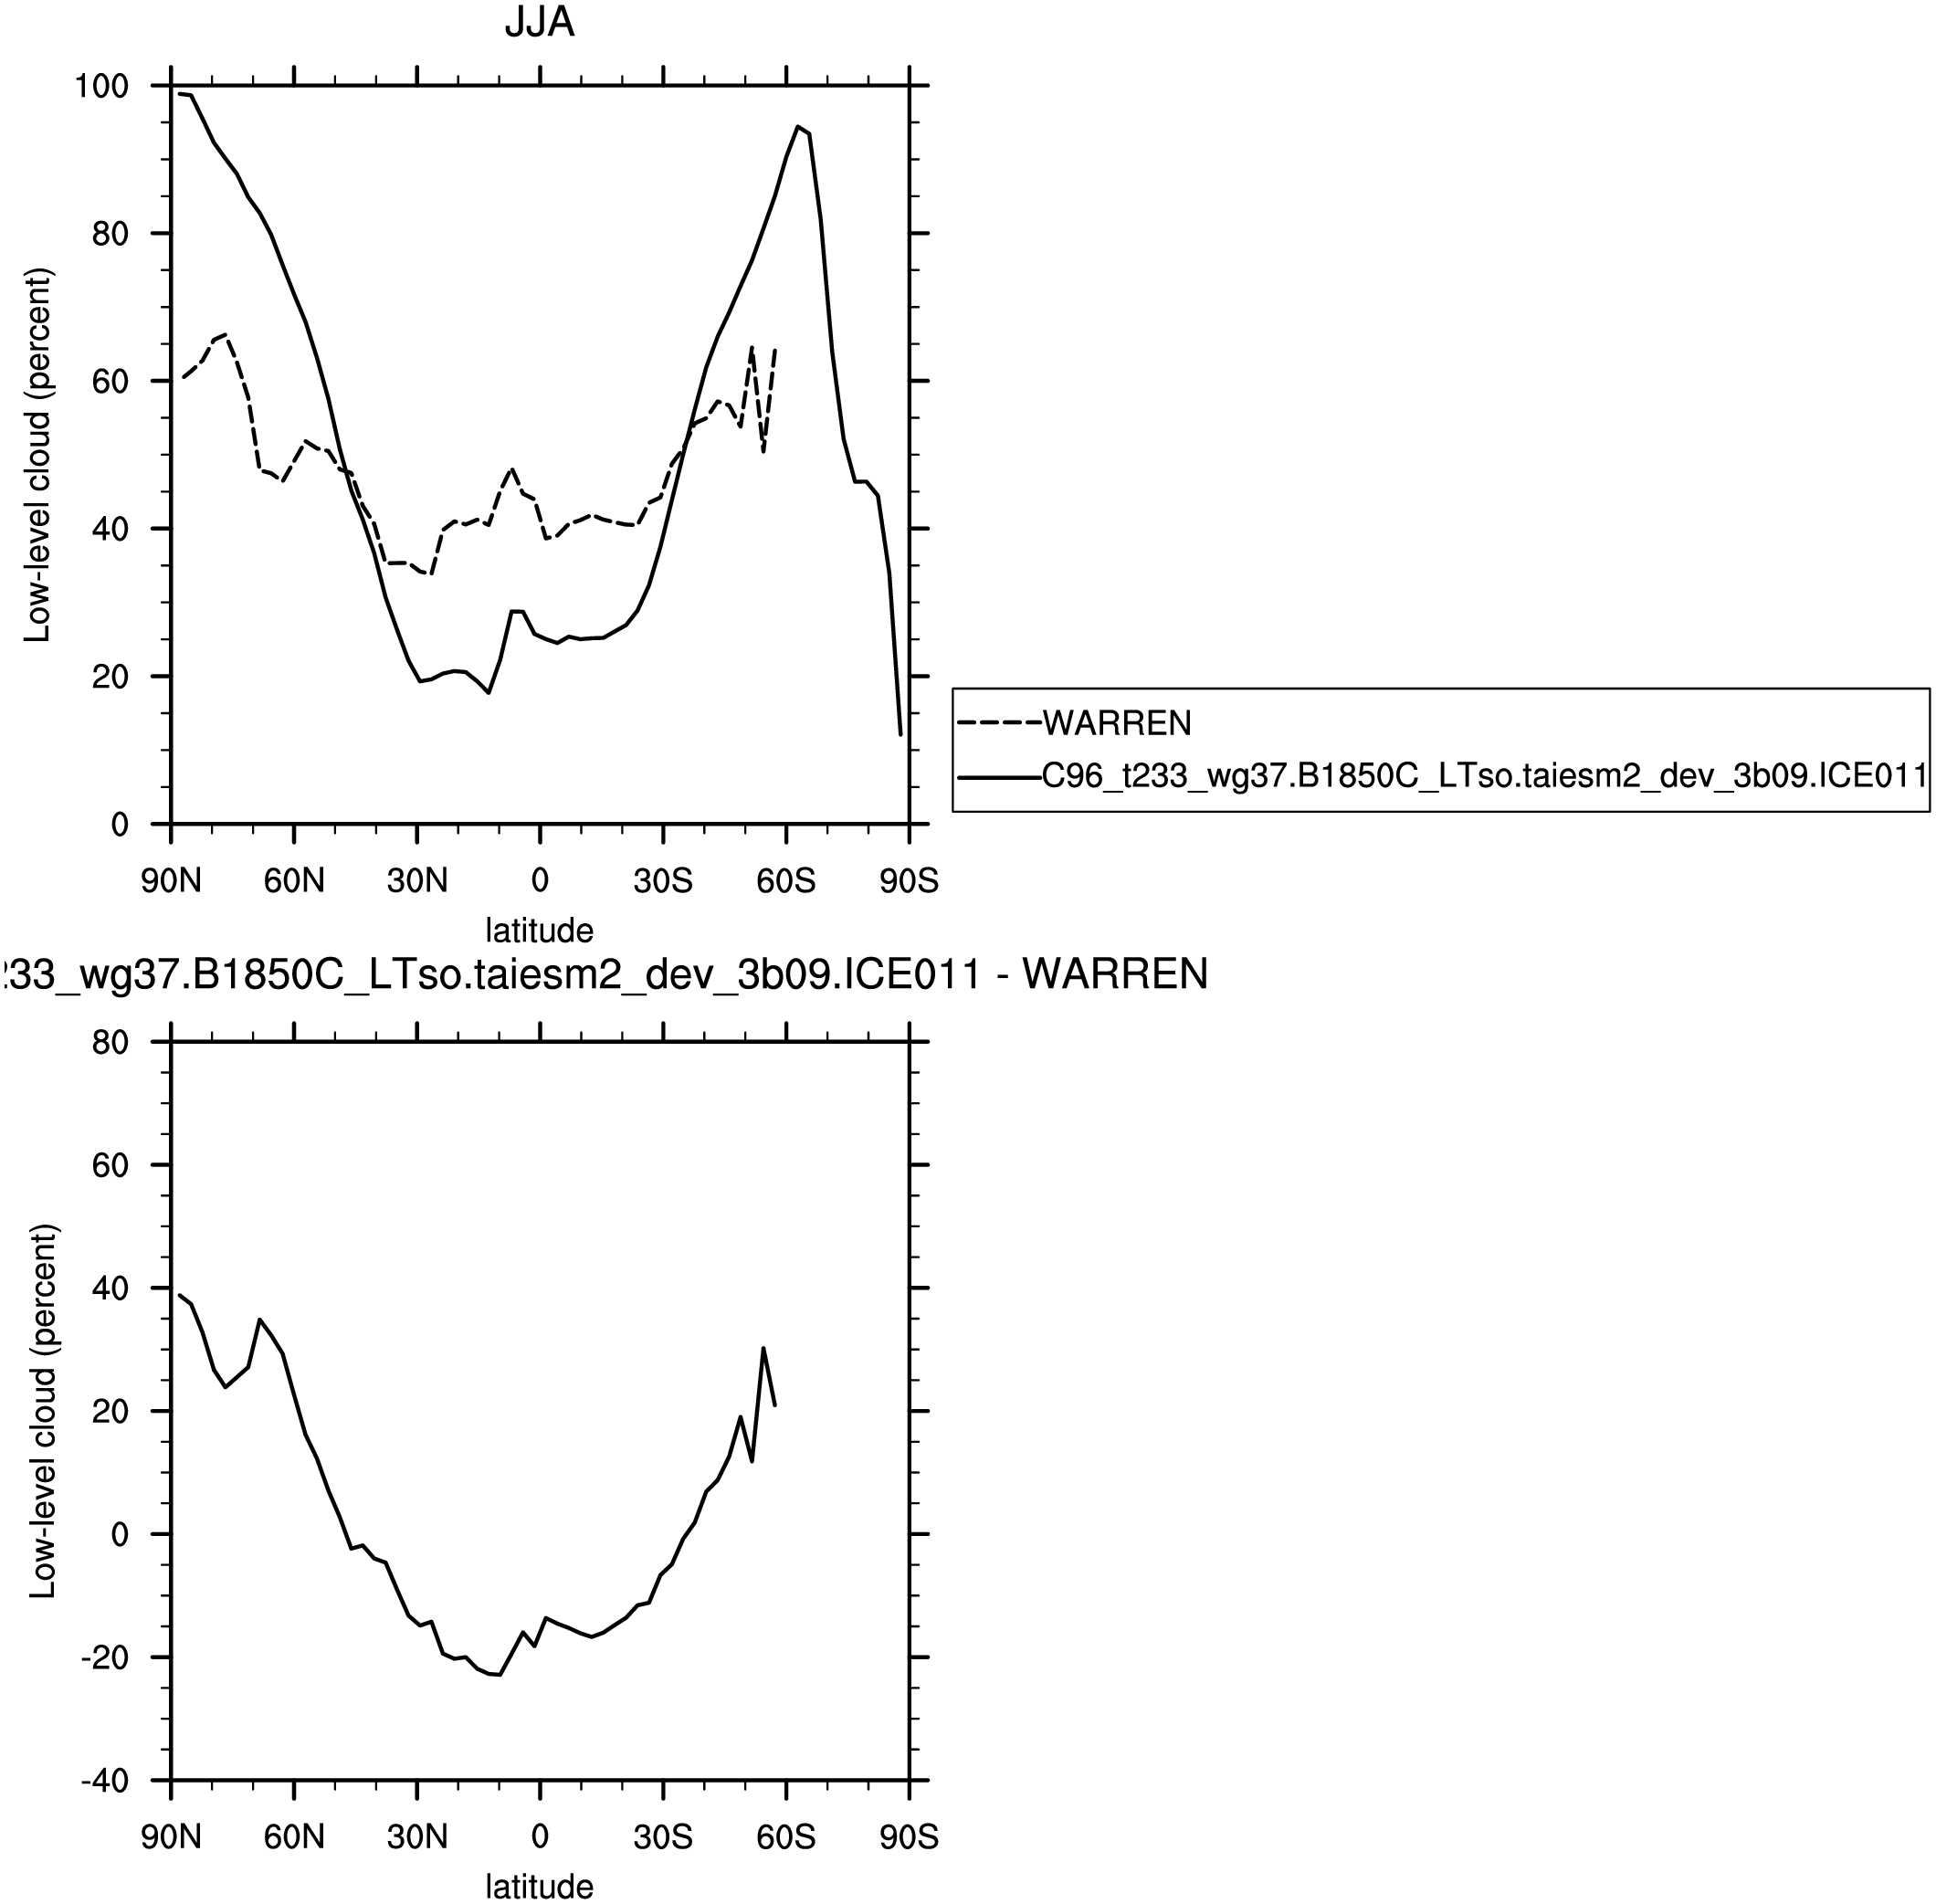 JJA
100
80
60
40
20
0
Low-level cloud (percent)
90N 60N 30N 0 30S 60S 90S
latitude
WARREN
C96_t233_wg37.B1850C_LTso.taiesm2_dev_3b09.ICE011
33_wg37.B1850C_LTso.taiesm2_dev_3b09.ICE011 - WARREN
80
60
40
20
0
-20
-40
Low-level cloud (percent)
90N 60N 30N 0 30S 60S 90S
latitude